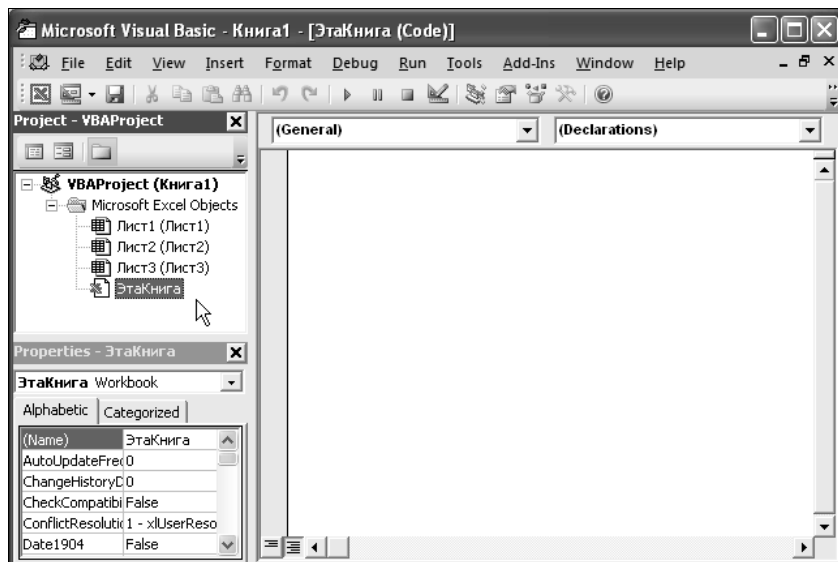 Microsoft Visual Basic - Книга1 - [ЭтаКнига (Code)]
File Edit View Insert Format Debug Run Tools Add-Ins Window Help
Project - VBAProject
(General) (Declarations)
VBAProject (Книга1)
Microsoft Excel Objects
Лист1 (Лист1)
Лист2 (Лист2)
Лист3 (Лист3)
ЭтаКнига
Properties - ЭтаКнига
ЭтаКнига Workbook
Alphabetic Categorized
(Name) ЭтаКнига
AutoUpdateFrec 0
ChangeHistoryD 0
CheckCompatibi False
ConflictResolutic 1 - xlUserReso
Date1904 False